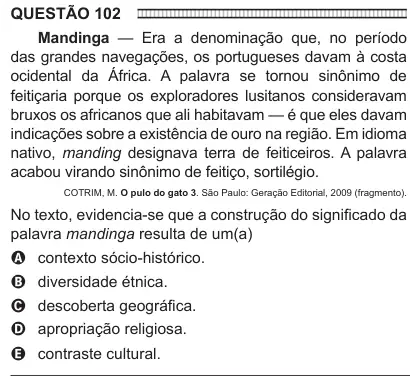 QUESTÃO 102
Mandinga — Era a denominação que, no período
das grandes navegações, os portugueses davam à costa
ocidental da África. A palavra se tornou sinônimo de
feitiçaria porque os exploradores lusitanos consideravam
bruxos os africanos que ali habitavam — é que eles davam
indicações sobre a existência de ouro na região. Em idioma
nativo, manding designava terra de feiticeiros. A palavra
acabou virando sinônimo de feitiço, sortilégio.
COTRIM, M. O pulo do gato 3. São Paulo: Geração Editorial, 2009 (fragmento).
No texto, evidencia-se que a construção do significado da
palavra mandinga resulta de um(a)
A contexto sócio-histórico.
B diversidade étnica.
C descoberta geográfica.
D apropriação religiosa.
E contraste cultural.